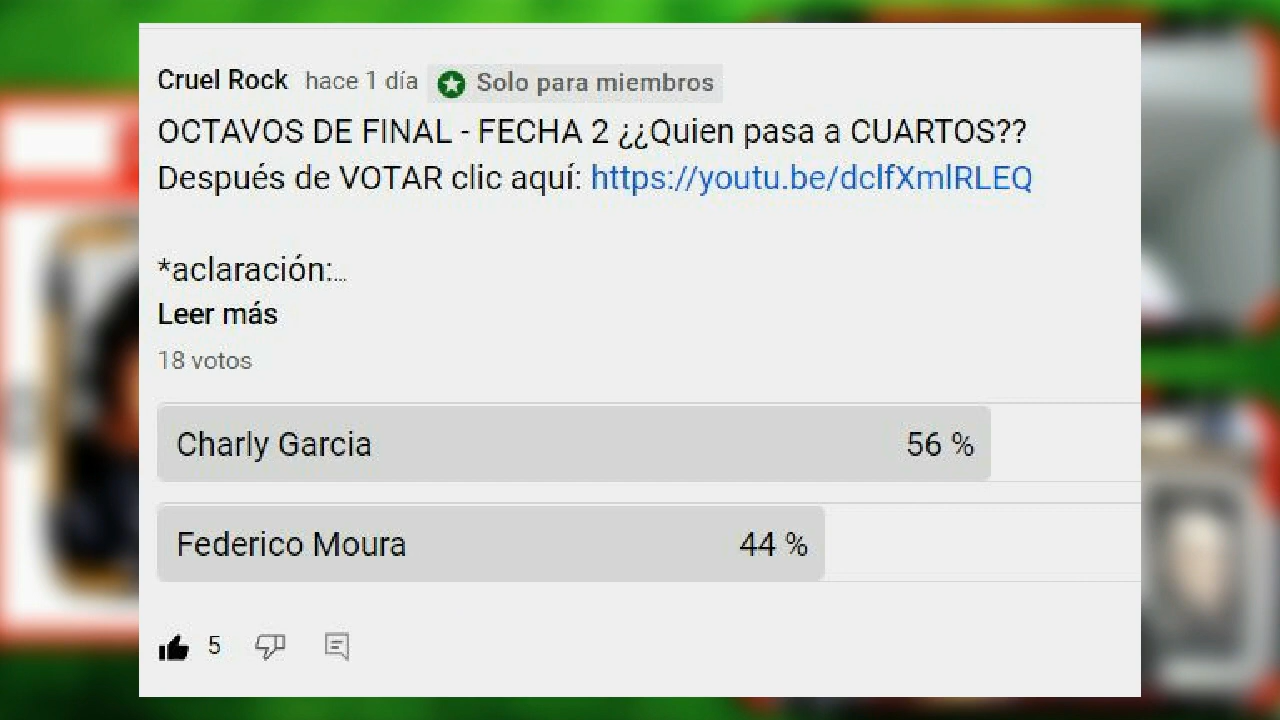 Cruel Rock hace 1 día Solo para miembros
OCTAVOS DE FINAL - FECHA 2 ¿¿Quien pasa a CUARTOS??
Después de VOTAR clic aquí: https://youtu.be/dclfXmlRLEQ
*aclaración:...
Leer más
18 votos
Charly Garcia 56 %
Federico Moura 44 %
5